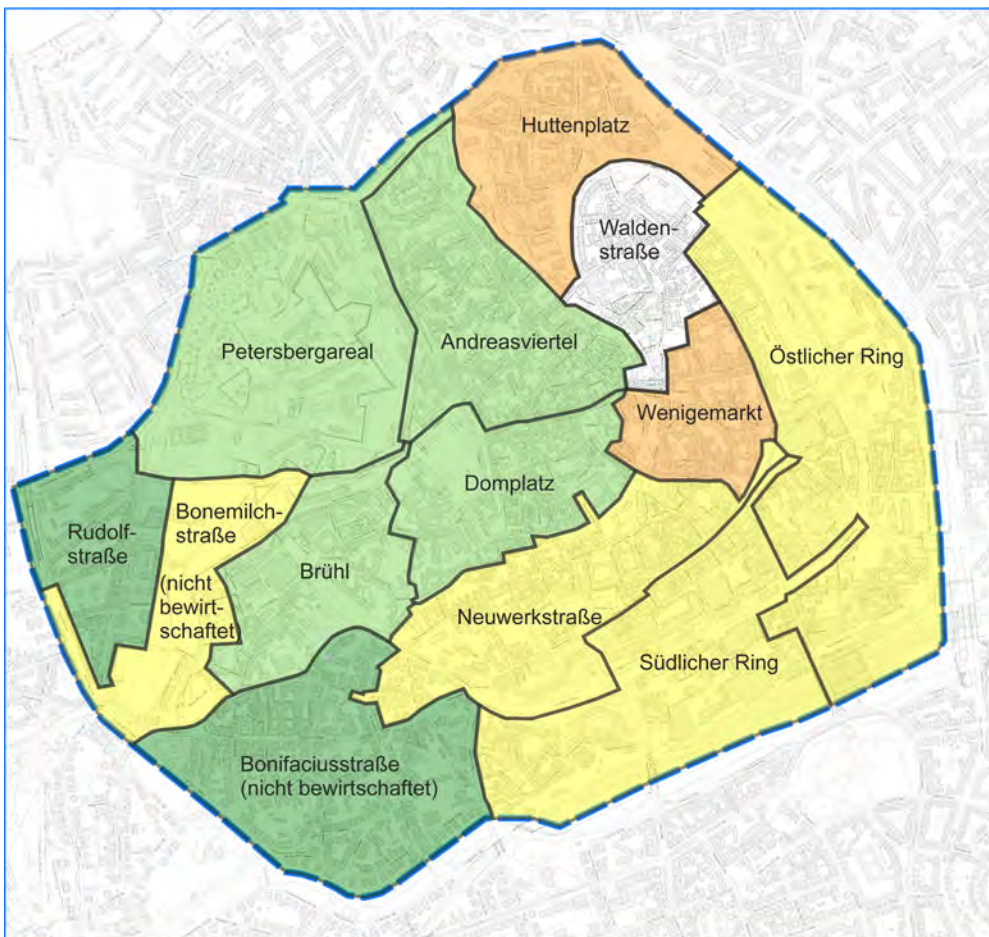 Huttenplatz
Walden-
straße
Petersbergareal
Andreasviertel
Östlicher Ring
Wenigemarkt
Domplatz
Rudolf-
straße
Bonemilch-
straße
(nicht
bewirt-
schaftet)
Brühl
Neuwerkstraße
Südlicher Ring
Bonifaciusstraße
(nicht bewirtschaftet)